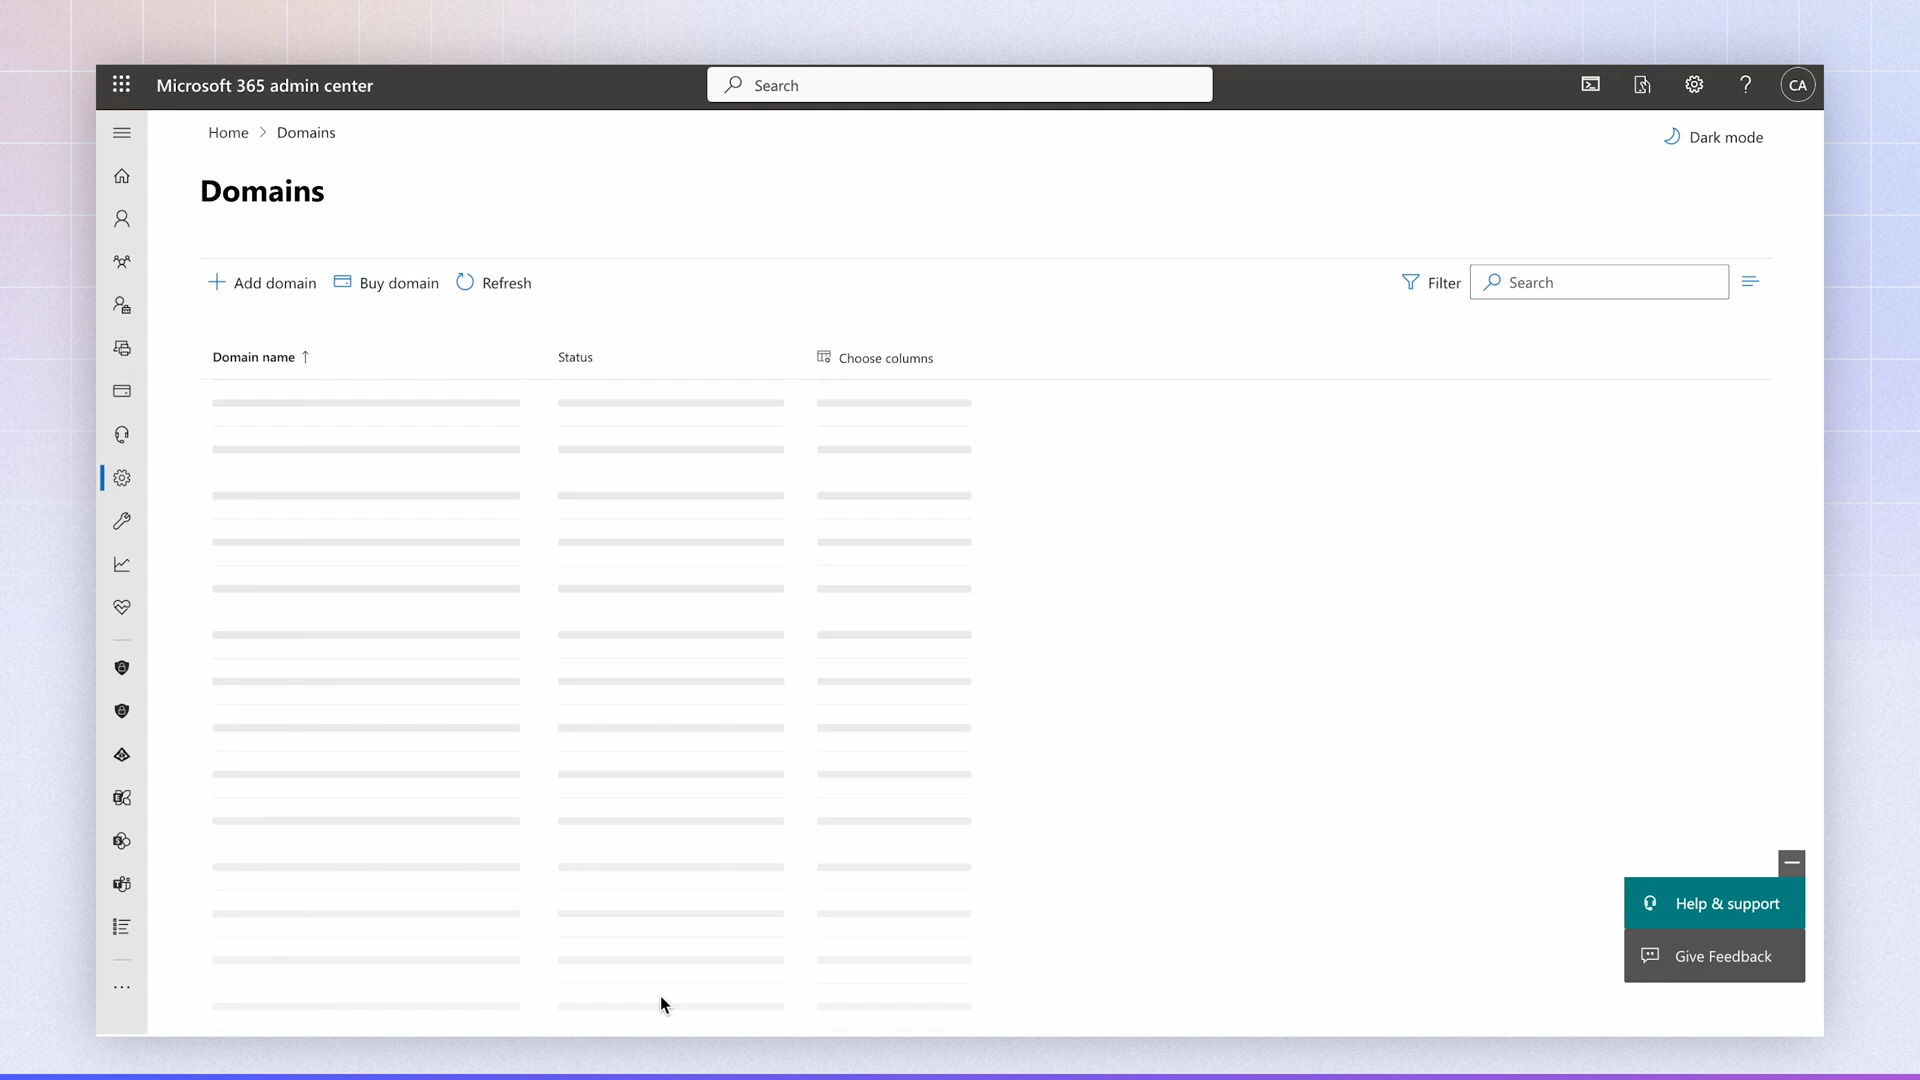 Microsoft 365 admin center
Search
CA
Home > Domains
Dark mode
Domains
Add domain
Buy domain
Refresh
Filter
Search
Domain name ↑
Status
Choose columns
Help & support
Give Feedback